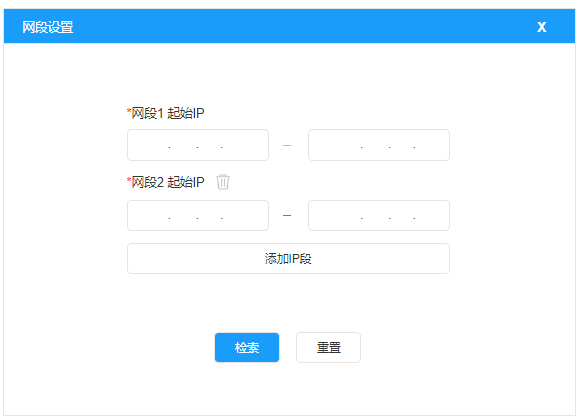 网段设置 X
*网段1 起始IP
. . . – . . .
*网段2 起始IP
. . . – . . .
添加IP段
检索 重置